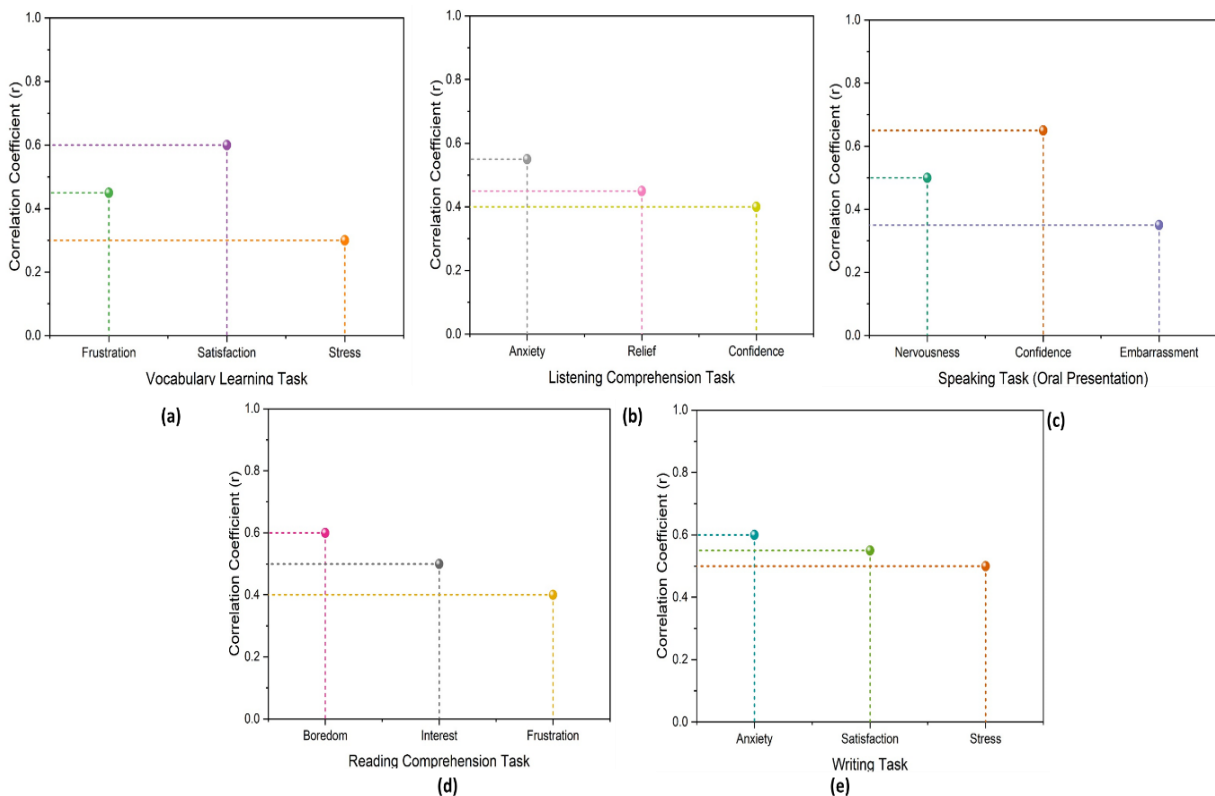 Correlation Coefficient (r)
1.0
0.8
0.6
0.4
0.2
0.0
Frustration Satisfaction Stress
Vocabulary Learning Task
(a)
Correlation Coefficient (r)
1.0
0.8
0.6
0.4
0.2
0.0
Anxiety Relief Confidence
Listening Comprehension Task
(b)
Correlation Coefficient (r)
1.0
0.8
0.6
0.4
0.2
0.0
Nervousness Confidence Embarrassment
Speaking Task (Oral Presentation)
(c)
Correlation Coefficient (r)
1.0
0.8
0.6
0.4
0.2
0.0
Boredom Interest Frustration
Reading Comprehension Task
(d)
Correlation Coefficient (r)
1.0
0.8
0.6
0.4
0.2
0.0
Anxiety Satisfaction Stress
Writing Task
(e)